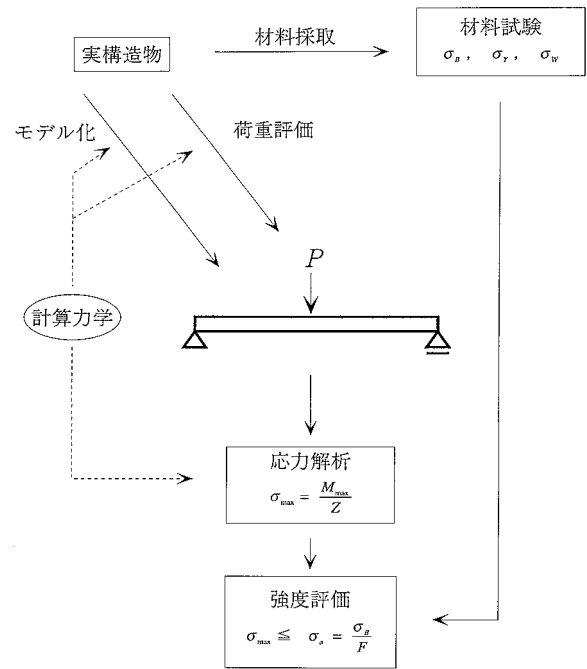 実構造物
材料採取
材料試験
σ_B , σ_Y , σ_W
モデル化
荷重評価
P
計算力学
応力解析
σ_max = M_max / Z
強度評価
σ_max ≦ σ_a = σ_B / F